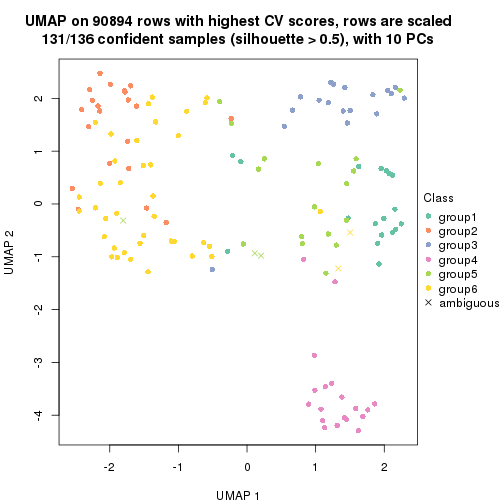 UMAP on 90894 rows with highest CV scores, rows are scaled
131/136 confident samples (silhouette > 0.5), with 10 PCs
UMAP 2
2
1
0
-1
-2
-3
-4
-2
-1
0
1
2
UMAP 1
Class
group1
group2
group3
group4
group5
group6
ambiguous